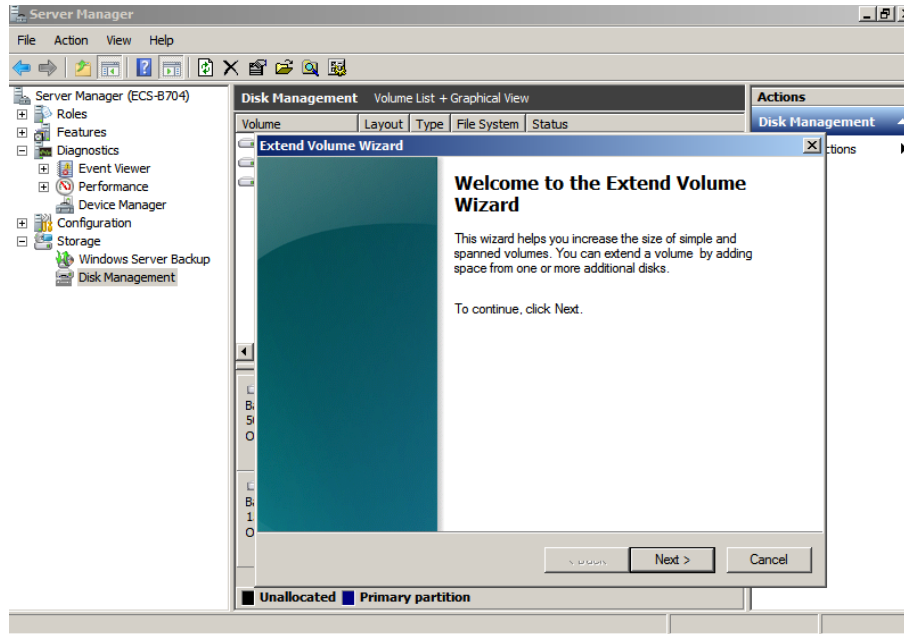 Server Manager
File Action View Help
Server Manager (ECS-B704)
Roles
Features
Diagnostics
Event Viewer
Performance
Device Manager
Configuration
Storage
Windows Server Backup
Disk Management
Disk Management Volume List + Graphical View
Volume Layout Type File System Status
Extend Volume Wizard
Welcome to the Extend Volume
Wizard
This wizard helps you increase the size of simple and
spanned volumes. You can extend a volume by adding
space from one or more additional disks.
To continue, click Next.
Next >
Cancel
Unallocated Primary partition
Actions
Disk Management